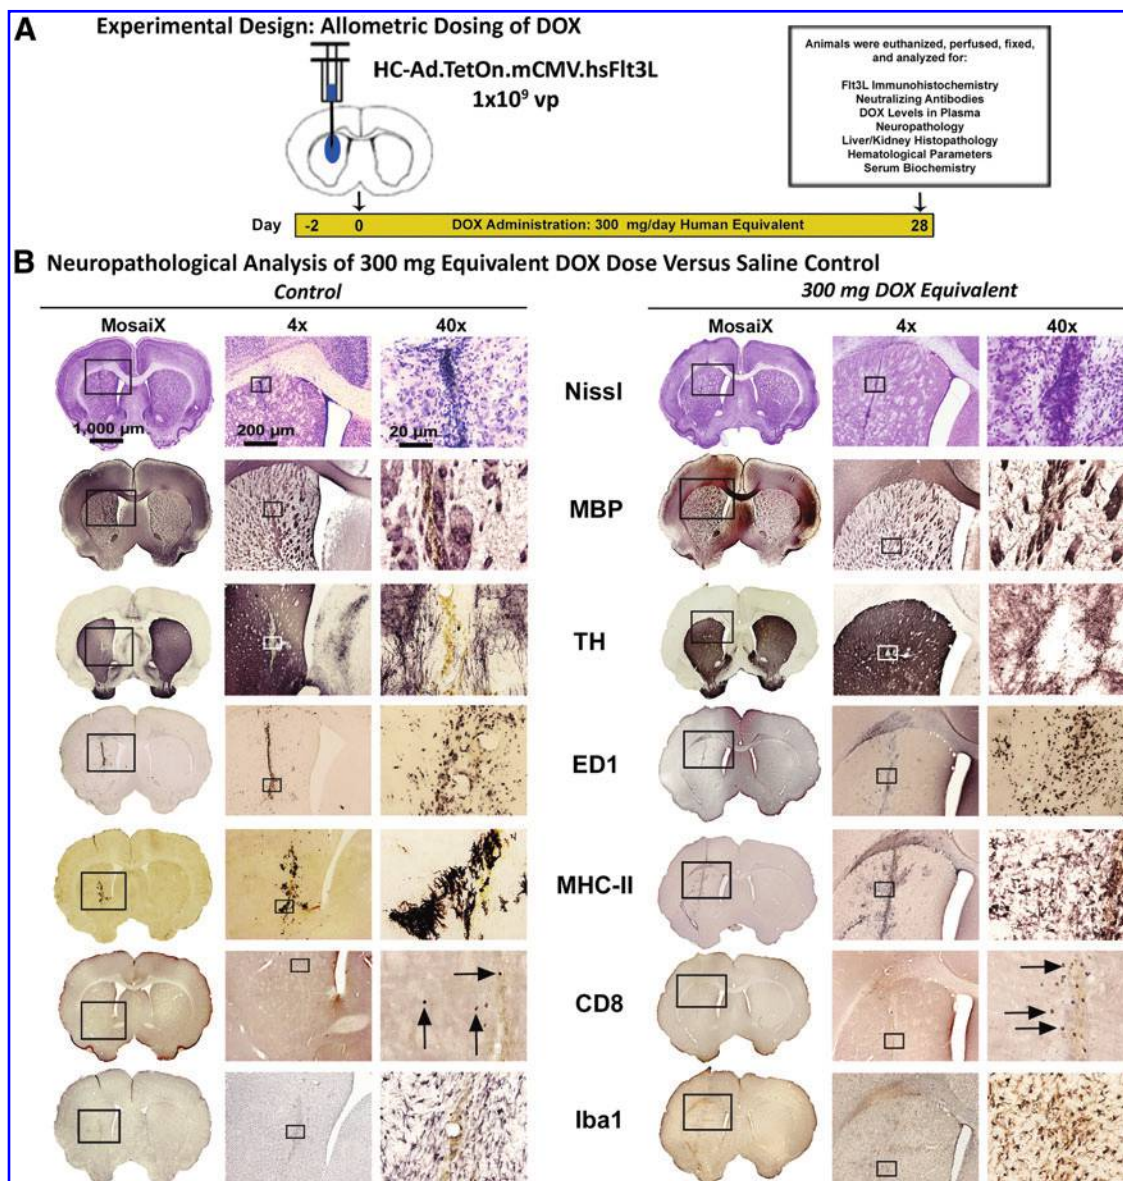 A
Experimental Design: Allometric Dosing of DOX
HC-Ad.TetOn.mCMV.hsFlt3L
1x10⁹ vp
Animals were euthanized, perfused, fixed,
and analyzed for:
Flt3L Immunohistochemistry
Neutralizing Antibodies
DOX Levels in Plasma
Neuropathology
Liver/Kidney Histopathology
Hematological Parameters
Serum Biochemistry
Day -2 0 DOX Administration: 300 mg/day Human Equivalent 28
B Neuropathological Analysis of 300 mg Equivalent DOX Dose Versus Saline Control
Control 300 mg DOX Equivalent
MosaiX 4x 40x MosaiX 4x 40x
Nissl
1,000 µm 200 µm 20 µm
MBP
TH
ED1
MHC-II
CD8
Iba1